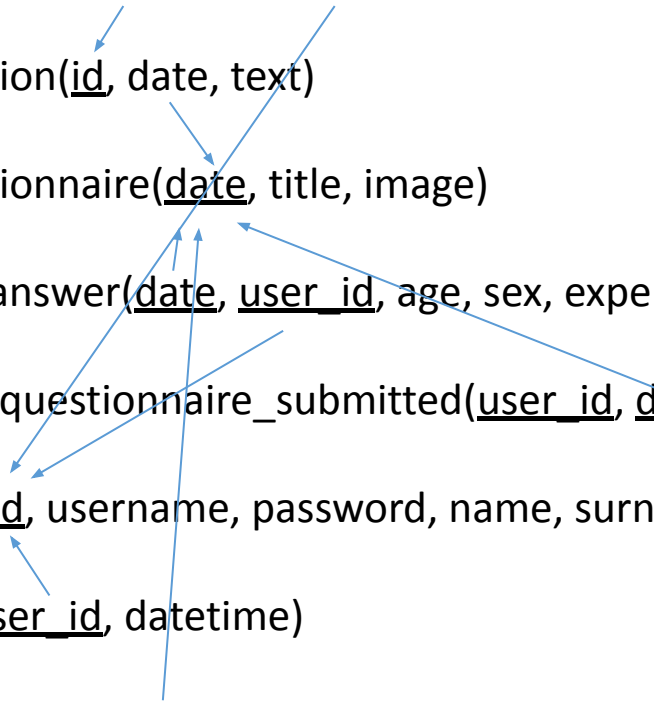 ion(id, date, text)
ionnaire(date, title, image)
answer(date, user_id, age, sex, expe
questionnaire_submitted(user_id, d
d, username, password, name, surn
ser_id, datetime)